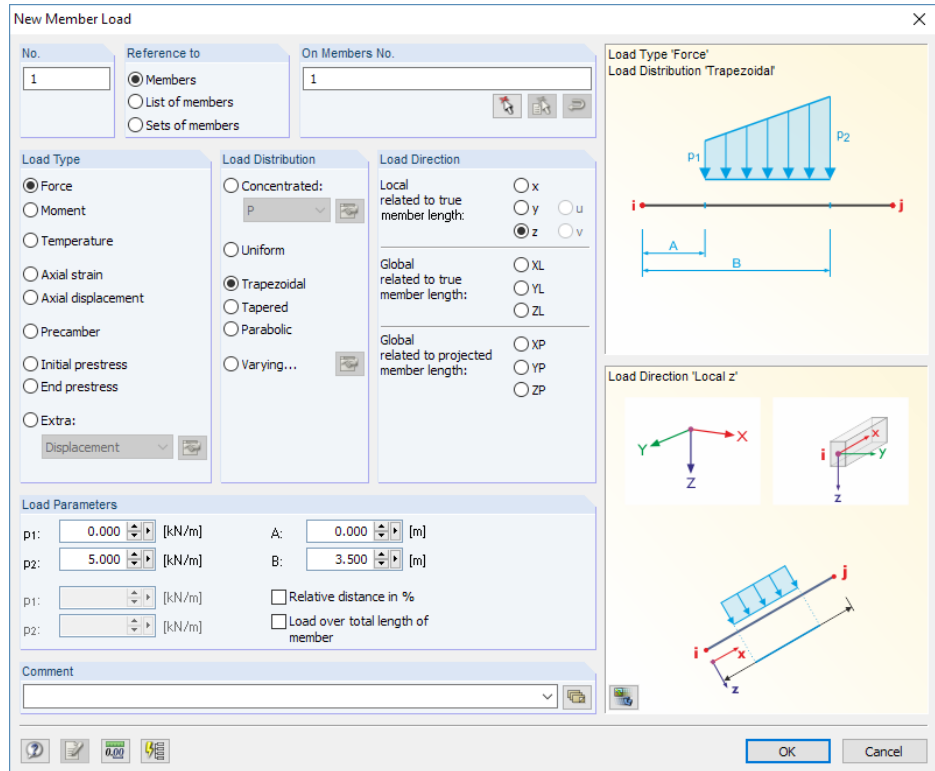 New Member Load
No.
1
Reference to
Members
List of members
Sets of members
On Members No.
1
Load Type
Force
Moment
Temperature
Axial strain
Axial displacement
Precamber
Initial prestress
End prestress
Extra:
Displacement
Load Distribution
Concentrated:
P
Uniform
Trapezoidal
Tapered
Parabolic
Varying...
Load Direction
Local
related to true
member length:
x
y u
z v
Global
related to true
member length:
XL
YL
ZL
Global
related to projected
member length:
XP
YP
ZP
Load Parameters
p1: 0.000 [kN/m] A: 0.000 [m]
p2: 5.000 [kN/m] B: 3.500 [m]
p1: [kN/m] Relative distance in %
p2: [kN/m] Load over total length of
member
Comment
Load Type 'Force'
Load Distribution 'Trapezoidal'
p1
p2
i
j
A
B
Load Direction 'Local z'
X
Y
Z
i
x
y
z
j
i
x
z
0.00
OK
Cancel